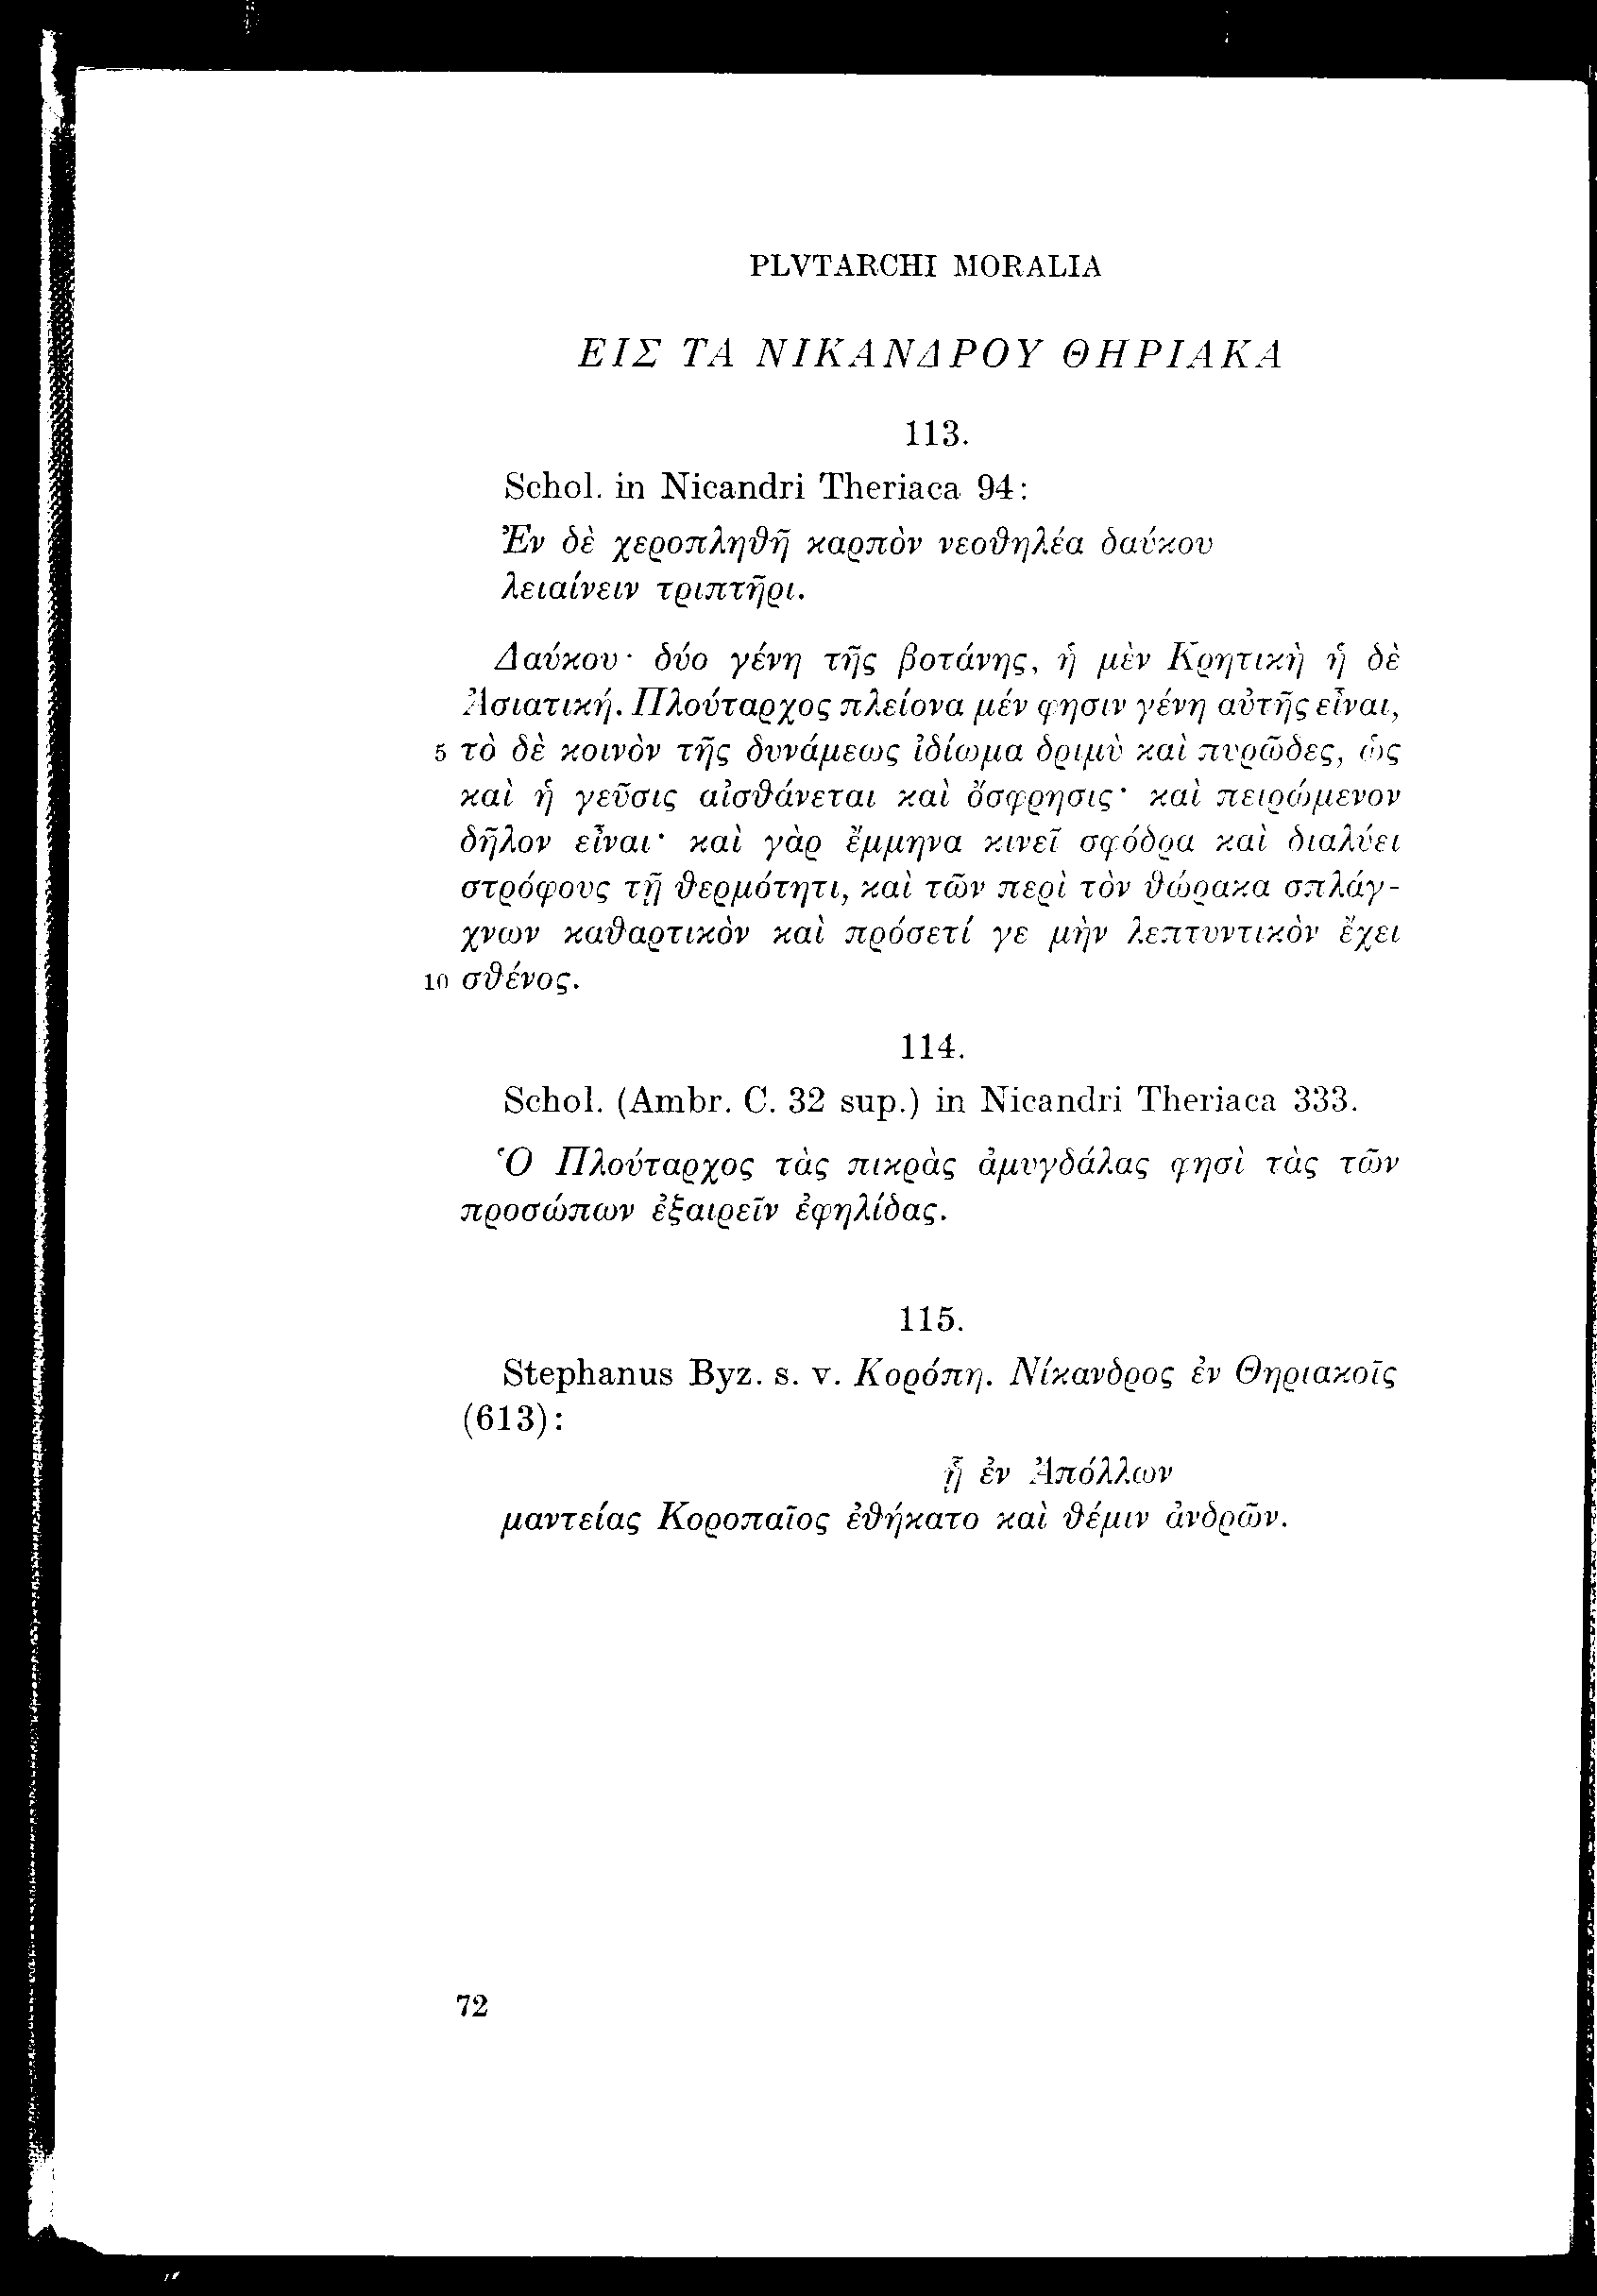 PLVTARCHI MORALIA
ΕΙΣ ΤΑ ΝΙΚΑΝΔΡΟΥ ΘΗΡΙΑΚΑ
113.
Schol. in Nicandri Theriaca 94:
Ἐν δὲ χεροπληθῆ καρπὸν νεοθηλέα δαύκου
λειαίνειν τριπτῆρι.
Δαύκου· δύο γένη τῆς βοτάνης, ἡ μὲν Κρητικὴ ἡ δὲ
Ἀσιατική. Πλούταρχος πλείονα μέν φησιν γένη αὐτῆς εἶναι,
5 τὸ δὲ κοινὸν τῆς δυνάμεως ἰδίωμα δριμὺ καὶ πυρῶδες, ὡς
καὶ ἡ γεῦσις αἰσθάνεται καὶ ὄσφρησις· καὶ πειρώμενον
δῆλον εἶναι· καὶ γὰρ ἔμμηνα κινεῖ σφόδρα καὶ διαλύει
στρόφους τῇ θερμότητι, καὶ τῶν περὶ τὸν θώρακα σπλάγ-
χνων καθαρτικὸν καὶ πρόσετί γε μὴν λεπτυντικὸν ἔχει
10 σθένος.
114.
Schol. (Ambr. C. 32 sup.) in Nicandri Theriaca 333.
Ὁ Πλούταρχος τὰς πικρὰς ἀμυγδάλας φησὶ τὰς τῶν
προσώπων ἐξαιρεῖν ἐφηλίδας.
115.
Stephanus Byz. s. v. Κορόπη. Νίκανδρος ἐν Θηριακοῖς
(613):
ᾗ ἐν Ἀπόλλων
μαντείας Κοροπαῖος ἐθήκατο καὶ θέμιν ἀνδρῶν.
72